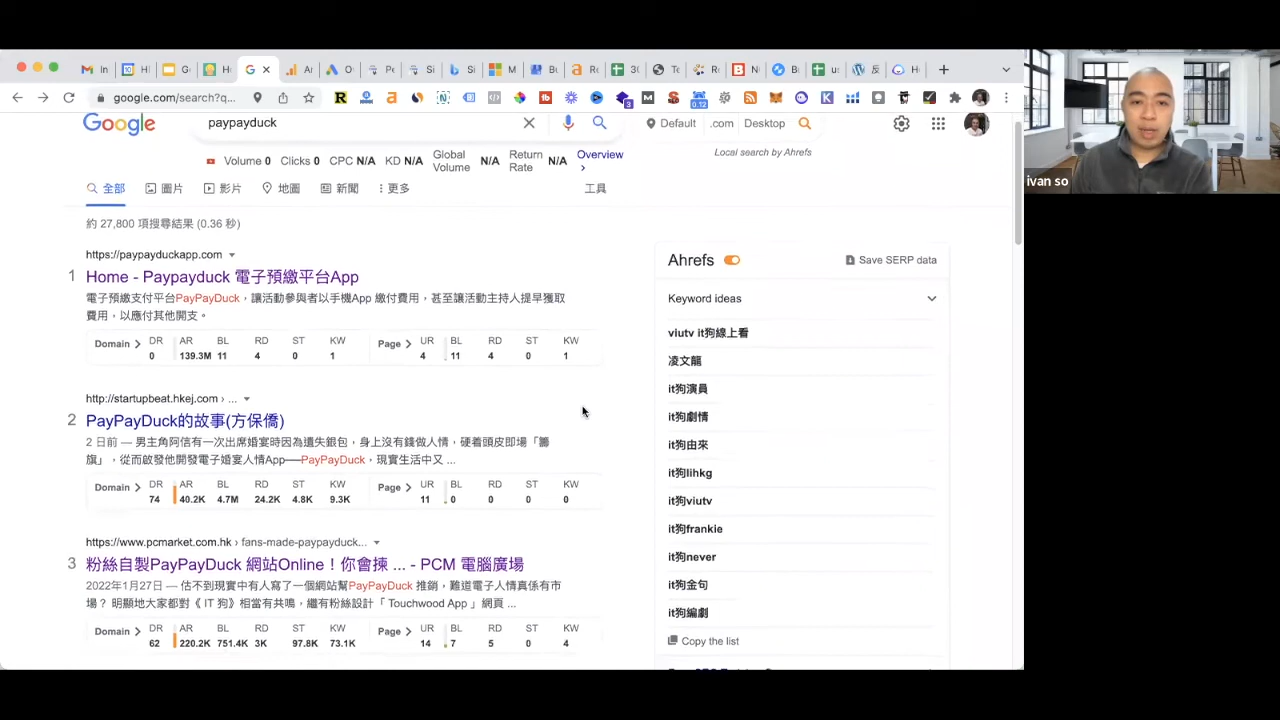 google.com/search?q...
0.12
3
Google
paypayduck
Default
.com
Desktop
Local search by Ahrefs
Volume 0
Clicks 0
CPC N/A
KD N/A
Global Volume
N/A
Return Rate
N/A
Overview
全部
圖片
影片
地圖
新聞
更多
工具
約 27,800 項搜尋結果 (0.36 秒)
https://paypayduckapp.com
1
Home - Paypayduck 電子預繳平台App
電子預繳支付平台PayPayDuck，讓活動參與者以手機App 繳付費用，甚至讓活動主持人提早獲取
費用，以應付其他開支。
Domain
DR AR BL RD ST KW
0 139.3M 11 4 0 1
Page
UR BL RD ST KW
4 11 4 0 1
http://startupbeat.hkej.com › ...
2
PayPayDuck的故事(方保僑)
2 日前 — 男主角阿信有一次出席婚宴時因為遺失銀包，身上沒有錢做人情，硬着頭皮即場「籌
旗」，從而啟發他開發電子婚宴人情App──PayPayDuck，現實生活中又 ...
Domain
DR AR BL RD ST KW
74 40.2K 4.7M 24.2K 4.8K 9.3K
Page
UR BL RD ST KW
11 0 0 0 0
https://www.pcmarket.com.hk › fans-made-paypayduck...
3
粉絲自製PayPayDuck 網站Online！你會揀 ... - PCM 電腦廣場
2022年1月27日 — 估不到現實中有人寫了一個網站幫PayPayDuck 推銷，難道電子人情真係有市
場？ 明顯地大家都對《 IT 狗》相當有共鳴，繼有粉絲設計「 Touchwood App 」網頁 ...
Domain
DR AR BL RD ST KW
62 220.2K 751.4K 3K 97.8K 73.1K
Page
UR BL RD ST KW
14 7 5 0 4
Ahrefs
Save SERP data
Keyword ideas
viutv it狗線上看
凌文龍
it狗演員
it狗劇情
it狗由來
it狗lihkg
it狗viutv
it狗frankie
it狗never
it狗金句
it狗編劇
Copy the list
ivan so